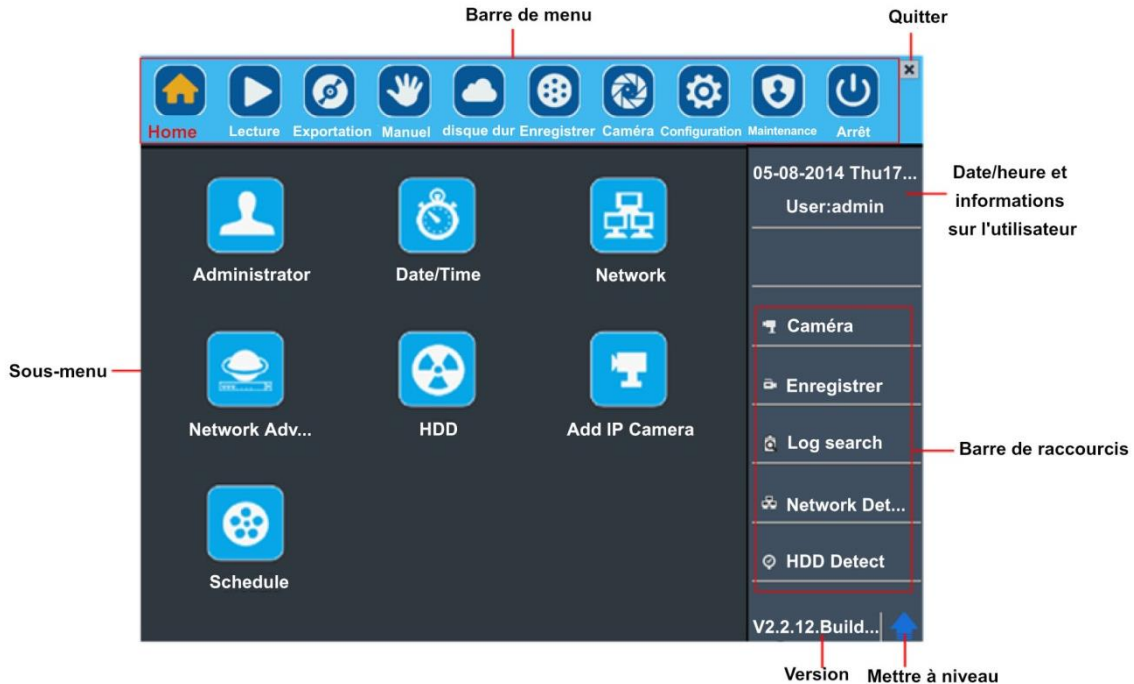 Barre de menu
Quitter
Home Lecture Exportation Manuel disque dur Enregistrer Caméra Configuration Maintenance Arrêt
05-08-2014 Thu17...
User:admin
Date/heure et
informations
sur l'utilisateur
Administrator Date/Time Network
Caméra
Sous-menu
Enregistrer
Network Adv... HDD Add IP Camera
Log search
Barre de raccourcis
Network Det...
HDD Detect
Schedule
V2.2.12.Build...
Version Mettre à niveau